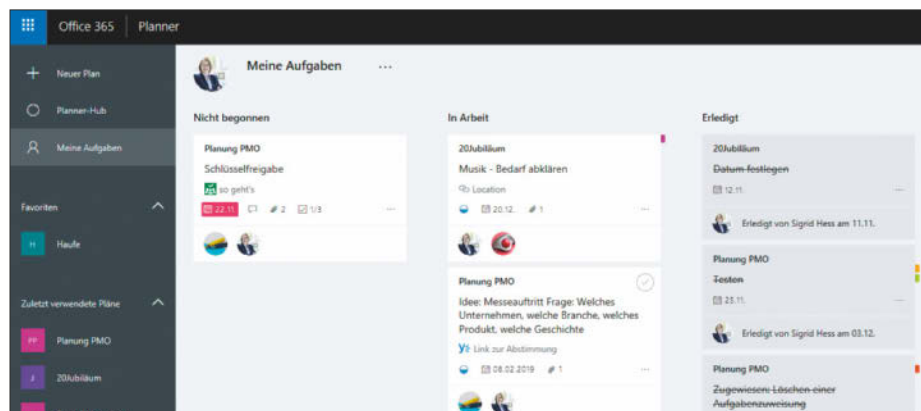 Office 365 Planner
Neuer Plan
Planner-Hub
Meine Aufgaben
Favoriten
H Haufe
Zuletzt verwendete Pläne
PP Planung PMO
J 20Jubiläum
Meine Aufgaben ...
Nicht begonnen
Planung PMO
Schlüsselfreigabe
so geht's
22.11. 2 1/3 ...
In Arbeit
20Jubiläum
Musik - Bedarf abklären
Location
20.12. 1 ...
Planung PMO
Idee: Messeauftritt Frage: Welches
Unternehmen, welche Branche, welches
Produkt, welche Geschichte
Link zur Abstimmung
08.02.2019 1 ...
Erledigt
20Jubiläum
Datum festlegen
12.11. ...
Erledigt von Sigrid Hess am 11.11.
Planung PMO
Testen
23.11. ...
Erledigt von Sigrid Hess am 03.12.
Planung PMO
Zugewiesen: Löschen einer
Aufgabenzuweisung